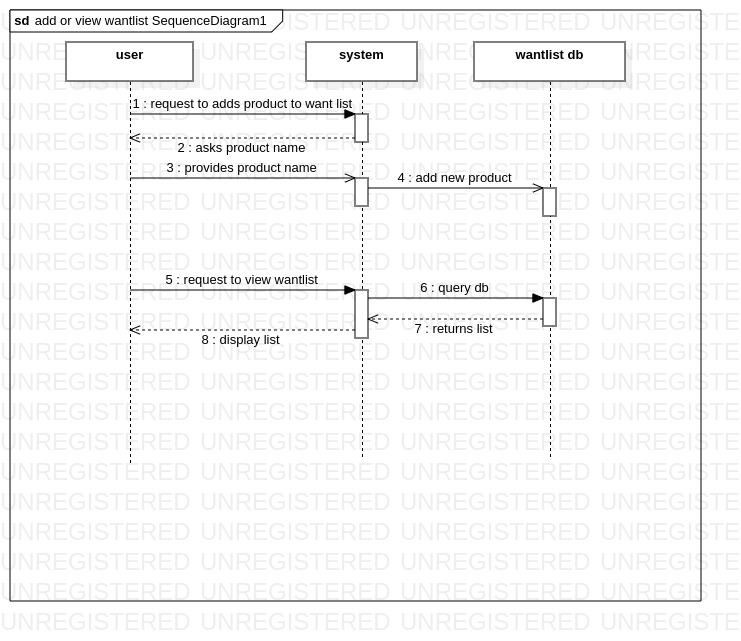 sd add or view wantlist SequenceDiagram1
user
system
wantlist db
1 : request to adds product to want list
2 : asks product name
3 : provides product name
4 : add new product
5 : request to view wantlist
6 : query db
7 : returns list
8 : display list
UNREGISTERED UNREGISTERED UNREGISTERED UNREGISTERED